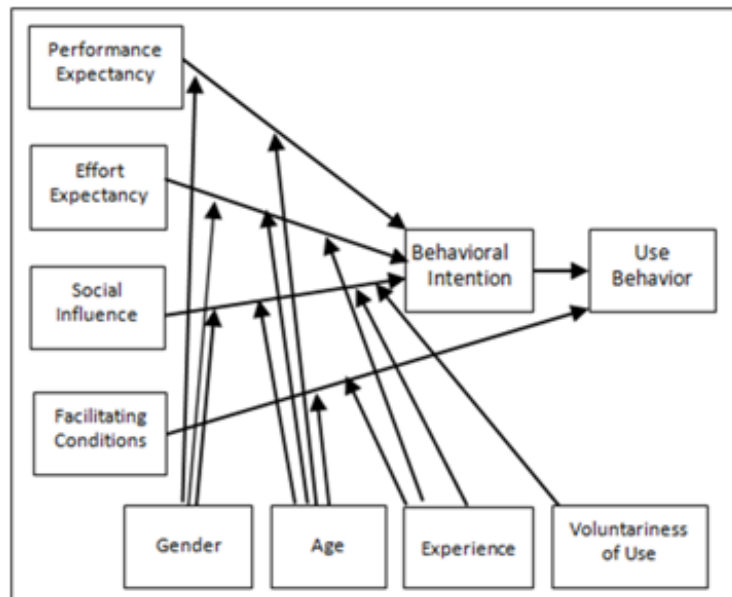 Performance
Expectancy
Effort
Expectancy
Social
Influence
Facilitating
Conditions
Behavioral
Intention
Use
Behavior
Gender
Age
Experience
Voluntariness
of Use